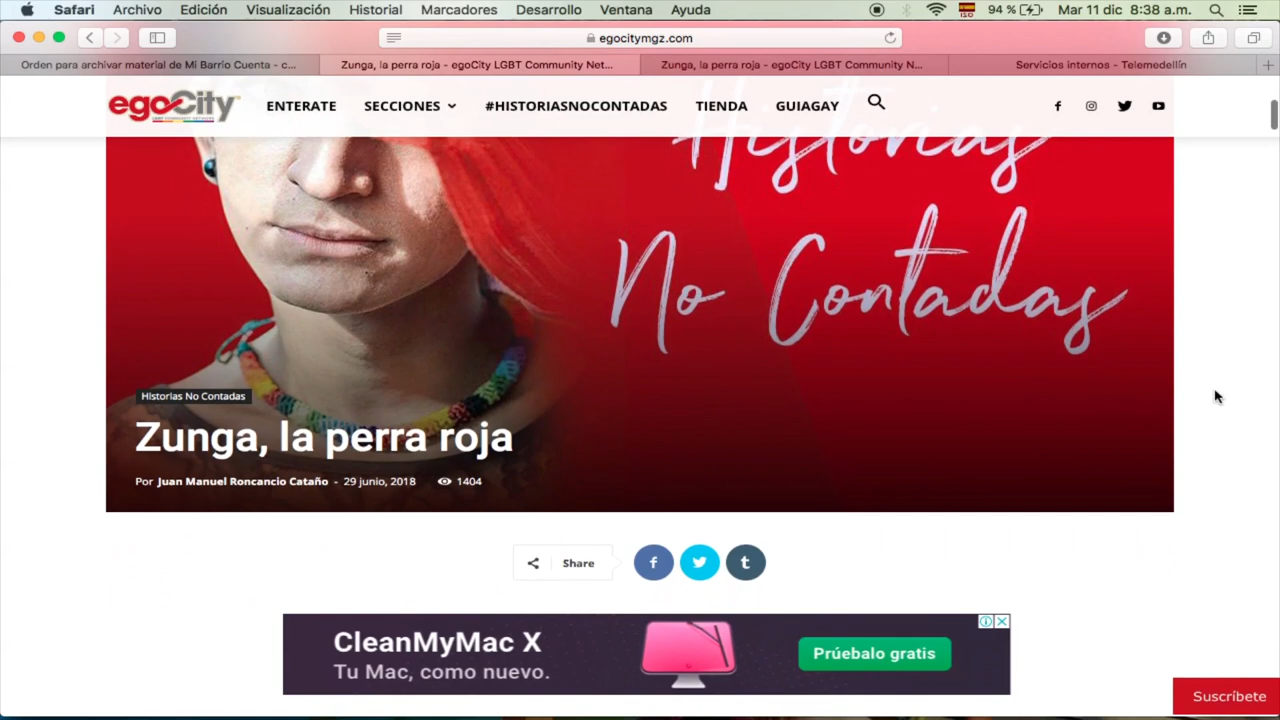 Safari Archivo Edición Visualización Historial Marcadores Desarrollo Ventana Ayuda 94 % Mar 11 dic 8:38 a.m.
egocitymgz.com
Orden para archivar material de Mi Barrio Cuenta - c... Zunga, la perra roja - egoCity LGBT Community Net... Zunga, la perra roja - egoCity LGBT Community N... Servicios internos - Telemedellín
egoCity ENTERATE SECCIONES #HISTORIASNOCONTADAS TIENDA GUIAGAY
LGBT COMMUNITY NETWORK
Historias
No Contadas
Historias No Contadas
Zunga, la perra roja
Por Juan Manuel Roncancio Cataño - 29 junio, 2018 1404
Share
CleanMyMac X
Tu Mac, como nuevo.
Pruébalo gratis
Suscríbete